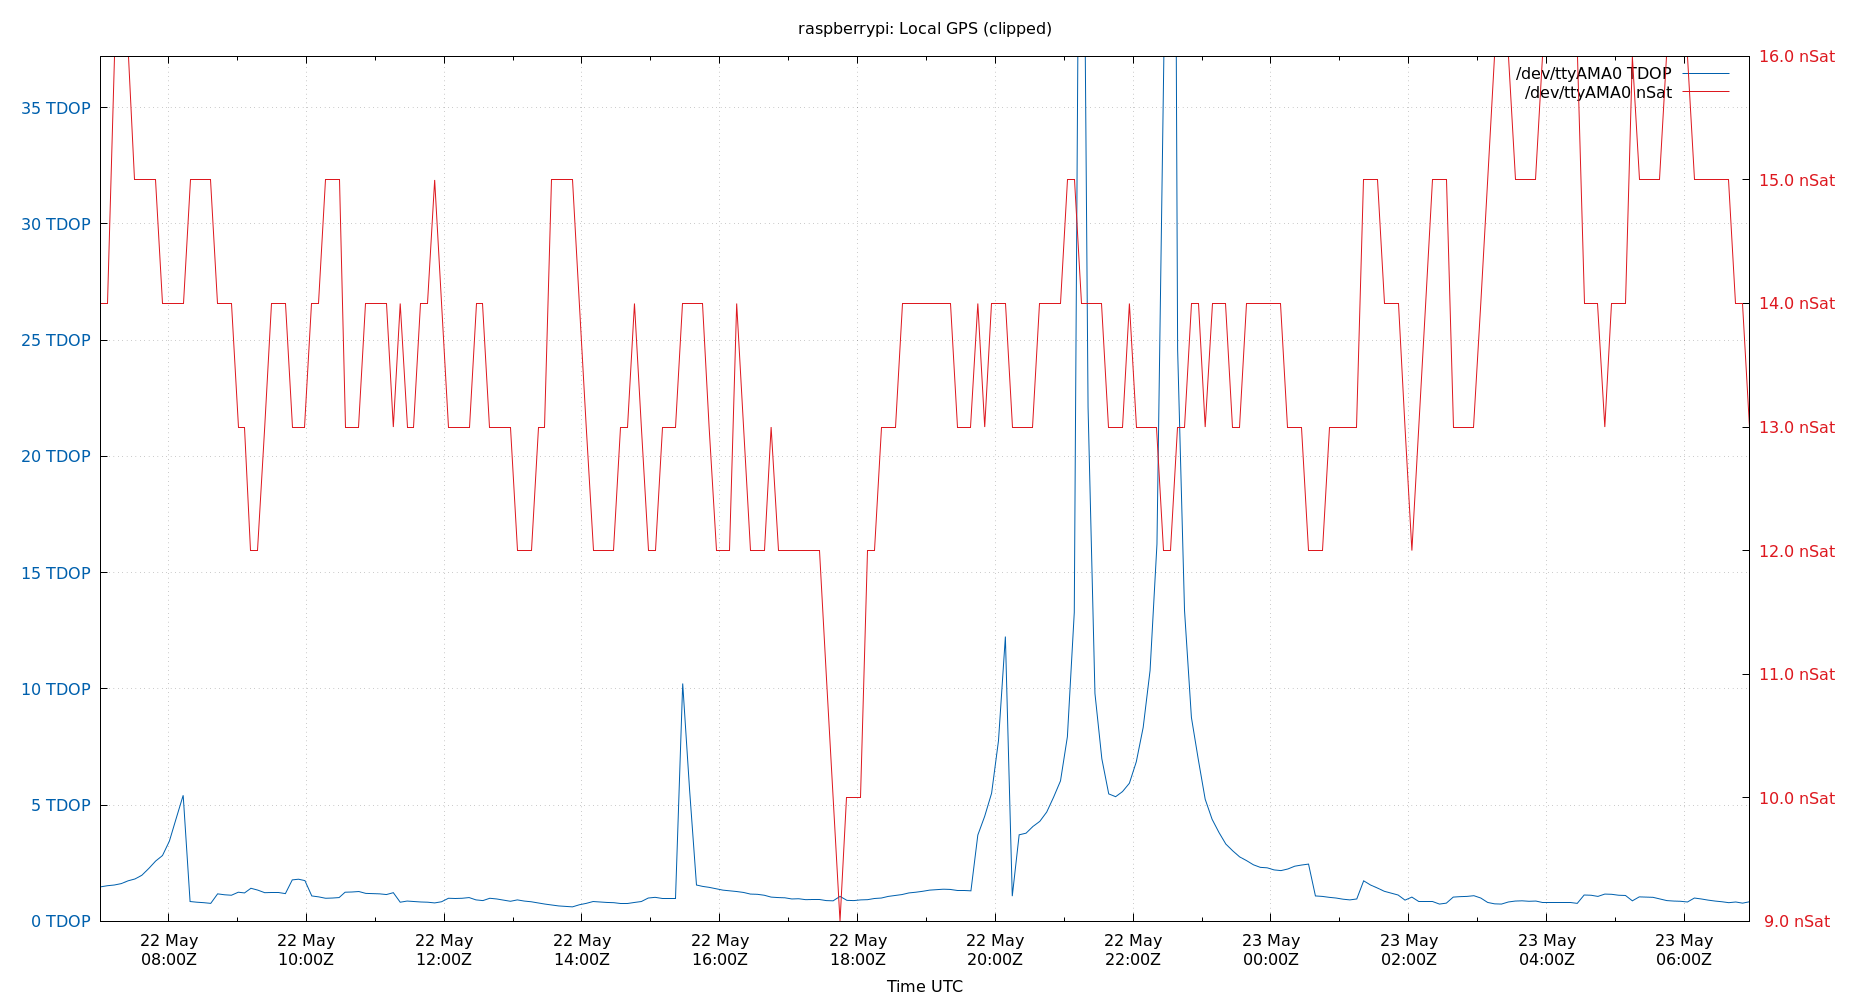 raspberrypi: Local GPS (clipped)
16.0 nSat
/dev/ttyAMA0 TDOP
/dev/ttyAMA0 nSat
35 TDOP
15.0 nSat
30 TDOP
14.0 nSat
25 TDOP
13.0 nSat
20 TDOP
12.0 nSat
15 TDOP
11.0 nSat
10 TDOP
10.0 nSat
5 TDOP
0 TDOP
9.0 nSat
22 May 22 May 22 May 22 May 22 May 22 May 22 May 22 May 23 May 23 May 23 May 23 May
08:00Z 10:00Z 12:00Z 14:00Z 16:00Z 18:00Z 20:00Z 22:00Z 00:00Z 02:00Z 04:00Z 06:00Z
Time UTC